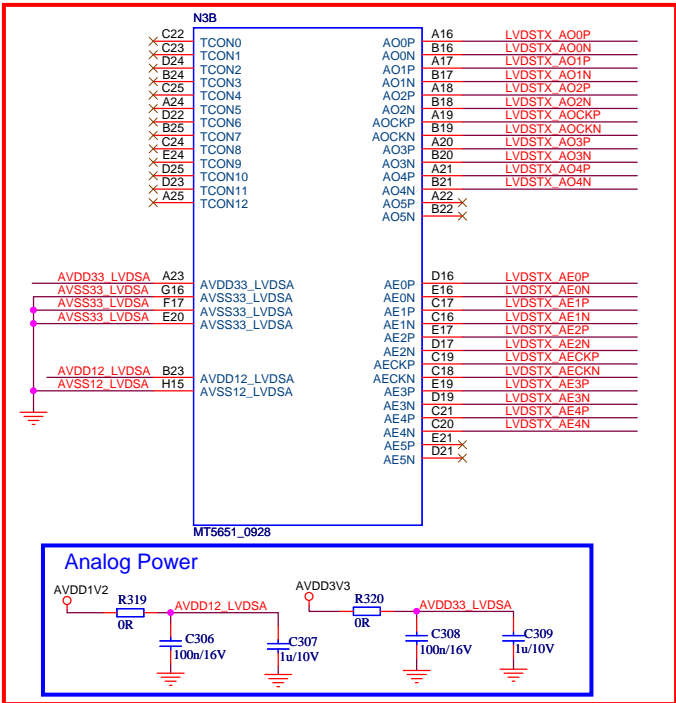 N3B
C22 TCON0 AO0P A16 LVDSTX_AO0P
C23 TCON1 AO0N B16 LVDSTX_AO0N
D24 TCON2 AO1P A17 LVDSTX_AO1P
B24 TCON3 AO1N B17 LVDSTX_AO1N
C25 TCON4 AO2P A18 LVDSTX_AO2P
A24 TCON5 AO2N B18 LVDSTX_AO2N
D22 TCON6 AOCKP A19 LVDSTX_AOCKP
B25 TCON7 AOCKN B19 LVDSTX_AOCKN
C24 TCON8 AO3P A20 LVDSTX_AO3P
E24 TCON9 AO3N B20 LVDSTX_AO3N
D25 TCON10 AO4P A21 LVDSTX_AO4P
D23 TCON11 AO4N B21 LVDSTX_AO4N
A25 TCON12 AO5P A22
AO5N B22
AVDD33_LVDSA A23 AVDD33_LVDSA AE0P D16 LVDSTX_AE0P
AVSS33_LVDSA G16 AVSS33_LVDSA AE0N E16 LVDSTX_AE0N
AVSS33_LVDSA F17 AVSS33_LVDSA AE1P C17 LVDSTX_AE1P
AVSS33_LVDSA E20 AVSS33_LVDSA AE1N C16 LVDSTX_AE1N
AE2P E17 LVDSTX_AE2P
AE2N D17 LVDSTX_AE2N
AECKP C19 LVDSTX_AECKP
AVDD12_LVDSA B23 AVDD12_LVDSA AECKN C18 LVDSTX_AECKN
AVSS12_LVDSA H15 AVSS12_LVDSA AE3P E19 LVDSTX_AE3P
AE3N D19 LVDSTX_AE3N
AE4P C21 LVDSTX_AE4P
AE4N C20 LVDSTX_AE4N
AE5P E21
AE5N D21
MT5651_0928
Analog Power
AVDD1V2 R319 0R AVDD12_LVDSA
C306 100n/16V
C307 1u/10V
AVDD3V3 R320 0R AVDD33_LVDSA
C308 100n/16V
C309 1u/10V